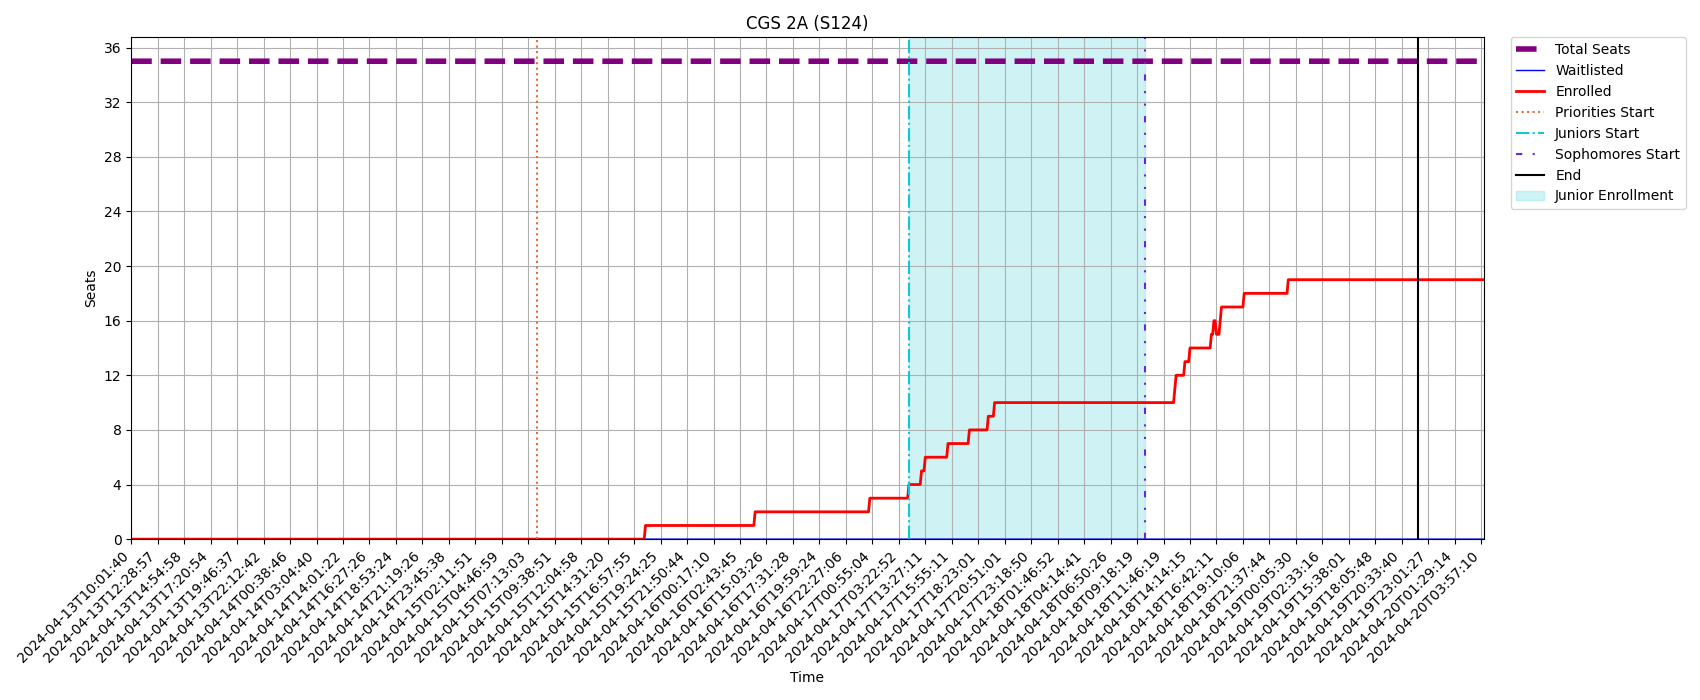 CGS 2A (S124)
Total Seats
Waitlisted
Enrolled
Priorities Start
Juniors Start
Sophomores Start
End
Junior Enrollment
Seats
36
32
28
24
20
16
12
8
4
0
2024-04-13T10:01:40
2024-04-13T12:28:57
2024-04-13T14:54:58
2024-04-13T17:20:54
2024-04-13T19:46:37
2024-04-13T22:12:42
2024-04-14T00:38:46
2024-04-14T03:04:40
2024-04-14T14:01:22
2024-04-14T16:27:26
2024-04-14T18:53:24
2024-04-14T21:19:26
2024-04-14T23:45:38
2024-04-15T02:11:51
2024-04-15T04:46:59
2024-04-15T07:13:03
2024-04-15T09:38:51
2024-04-15T12:04:58
2024-04-15T14:31:20
2024-04-15T16:57:55
2024-04-15T19:24:25
2024-04-15T21:50:44
2024-04-16T00:17:10
2024-04-16T02:43:45
2024-04-16T15:03:26
2024-04-16T17:31:28
2024-04-16T19:59:24
2024-04-16T22:27:06
2024-04-17T00:55:04
2024-04-17T03:22:52
2024-04-17T13:27:11
2024-04-17T15:55:11
2024-04-17T18:23:01
2024-04-17T20:51:01
2024-04-17T23:18:50
2024-04-18T01:46:52
2024-04-18T04:14:41
2024-04-18T06:50:26
2024-04-18T09:18:19
2024-04-18T11:46:19
2024-04-18T14:14:15
2024-04-18T16:42:11
2024-04-18T19:10:06
2024-04-18T21:37:44
2024-04-19T00:05:30
2024-04-19T02:33:16
2024-04-19T15:38:01
2024-04-19T18:05:48
2024-04-19T20:33:40
2024-04-19T23:01:27
2024-04-20T01:29:14
2024-04-20T03:57:10
Time